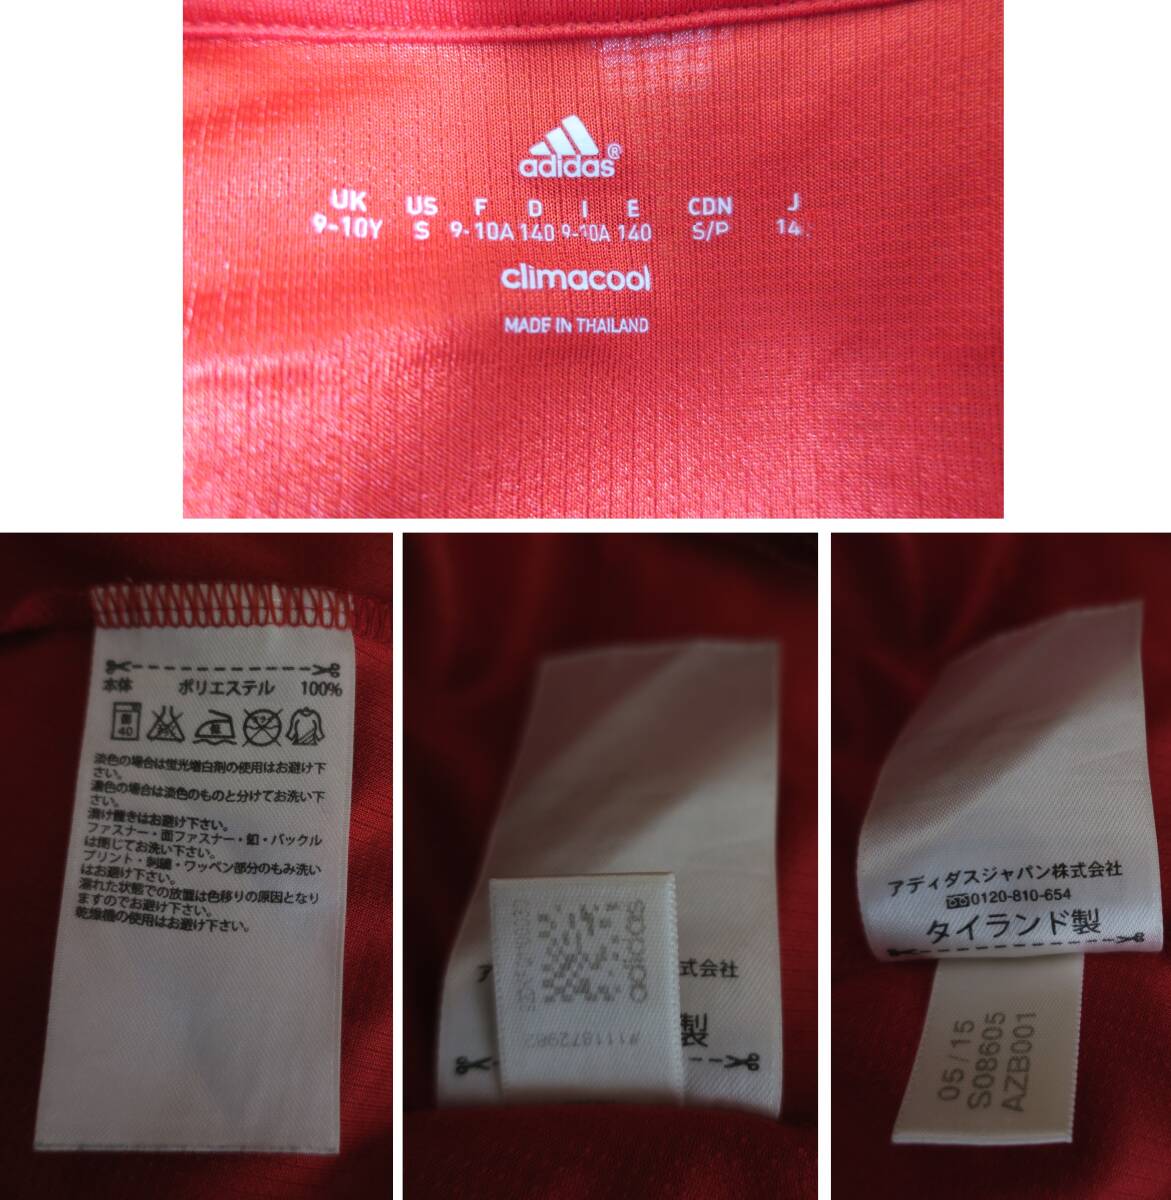 adidas®
UK US F D I E CDN J
9-10Y S 9-10A 140 9-10A 140 S/P 14
climacool
MADE IN THAILAND
本体 ポリエステル 100%
40
淡色の場合は蛍光増白剤の使用はお避け下
さい。
濃色の場合は淡色のものと分けてお洗い下
さい。
漬け置きはお避け下さい。
ファスナー・面ファスナー・釦・バックル
は閉じてお洗い下さい。
プリント・刺繍・ワッペン部分のもみ洗い
はお避け下さい。
濡れた状態での放置は色移りの原因となり
ますのでお避け下さい。
乾燥機の使用はお避け下さい。
adidas
ア 式会社
製
アディダスジャパン株式会社
0120-810-654
タイランド製
05/15
S08605
AZB001